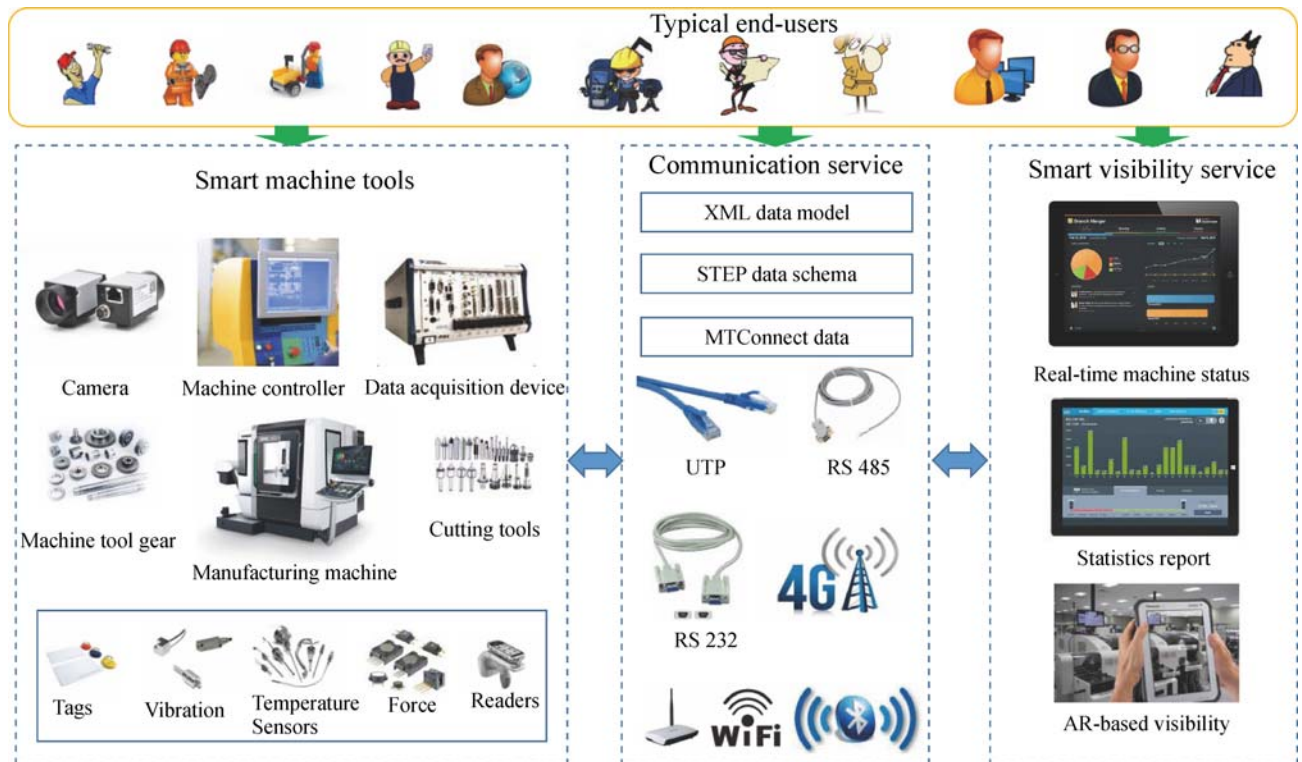 Typical end-users
Smart machine tools
Camera
Machine controller
Data acquisition device
Machine tool gear
Manufacturing machine
Cutting tools
Tags
Vibration
Temperature
Sensors
Force
Readers
Communication service
XML data model
STEP data schema
MTConnect data
UTP
RS 485
RS 232
4G
WiFi
Smart visibility service
Branch Merger
Real-time machine status
Statistics report
AR-based visibility